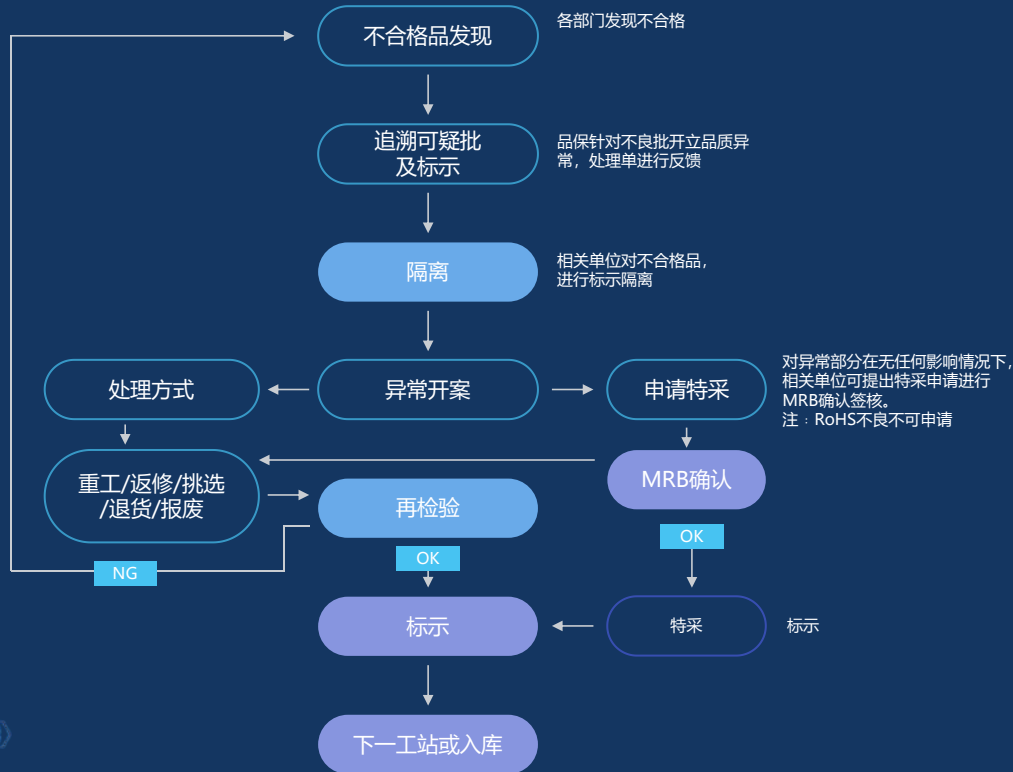 不合格品发现
各部门发现不合格
追溯可疑批
及标示
品保针对不良批开立品质异
常，处理单进行反馈
隔离
相关单位对不合格品，
进行标示隔离
处理方式
异常开案
申请特采
对异常部分在无任何影响情况下，
相关单位可提出特采申请进行
MRB确认签核。
注：RoHS不良不可申请
重工/返修/挑选
/退货/报废
再检验
MRB确认
OK
OK
NG
标示
特采
标示
下一工站或入库